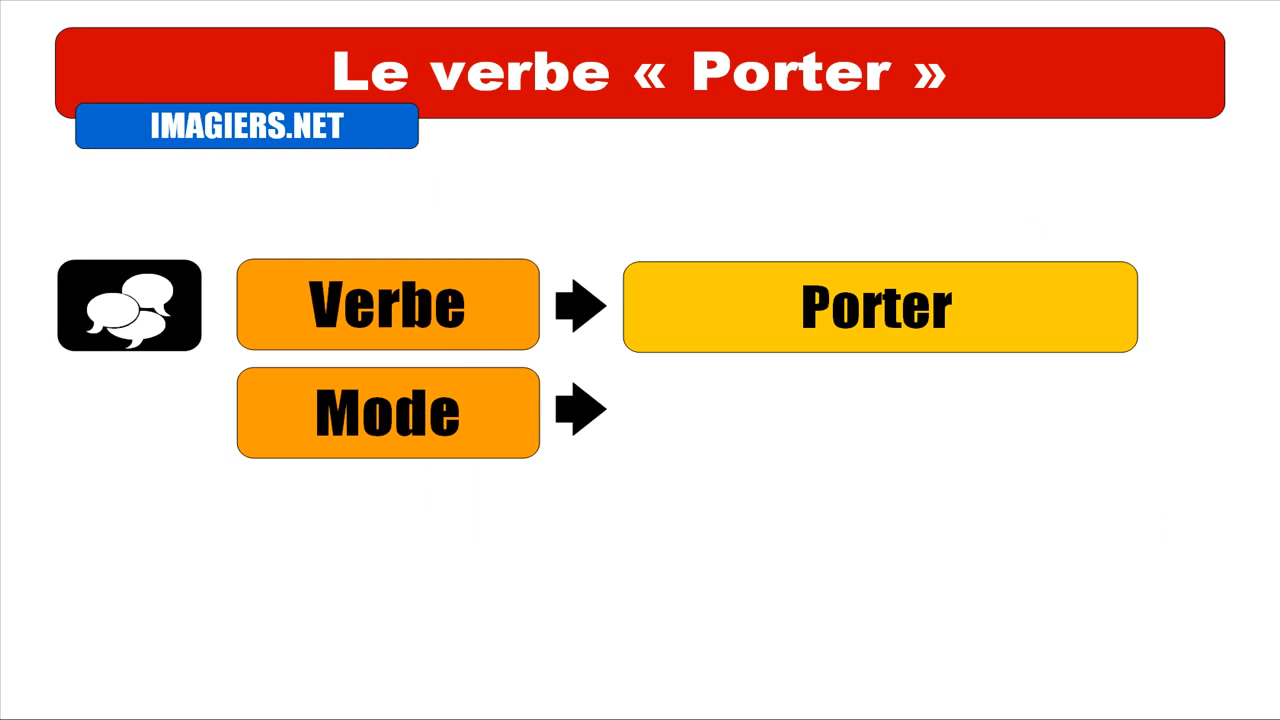 Le verbe « Porter »
IMAGIERS.NET
Verbe
Porter
Mode